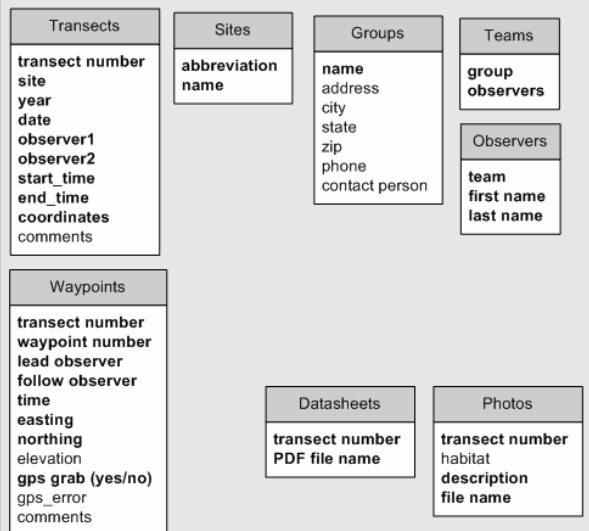 Transects
transect number
site
year
date
observer1
observer2
start_time
end_time
coordinates
comments
Sites
abbreviation
name
Groups
name
address
city
state
zip
phone
contact person
Teams
group
observers
Observers
team
first name
last name
Waypoints
transect number
waypoint number
lead observer
follow observer
time
easting
northing
elevation
gps grab (yes/no)
gps_error
comments
Datasheets
transect number
PDF file name
Photos
transect number
habitat
description
file name